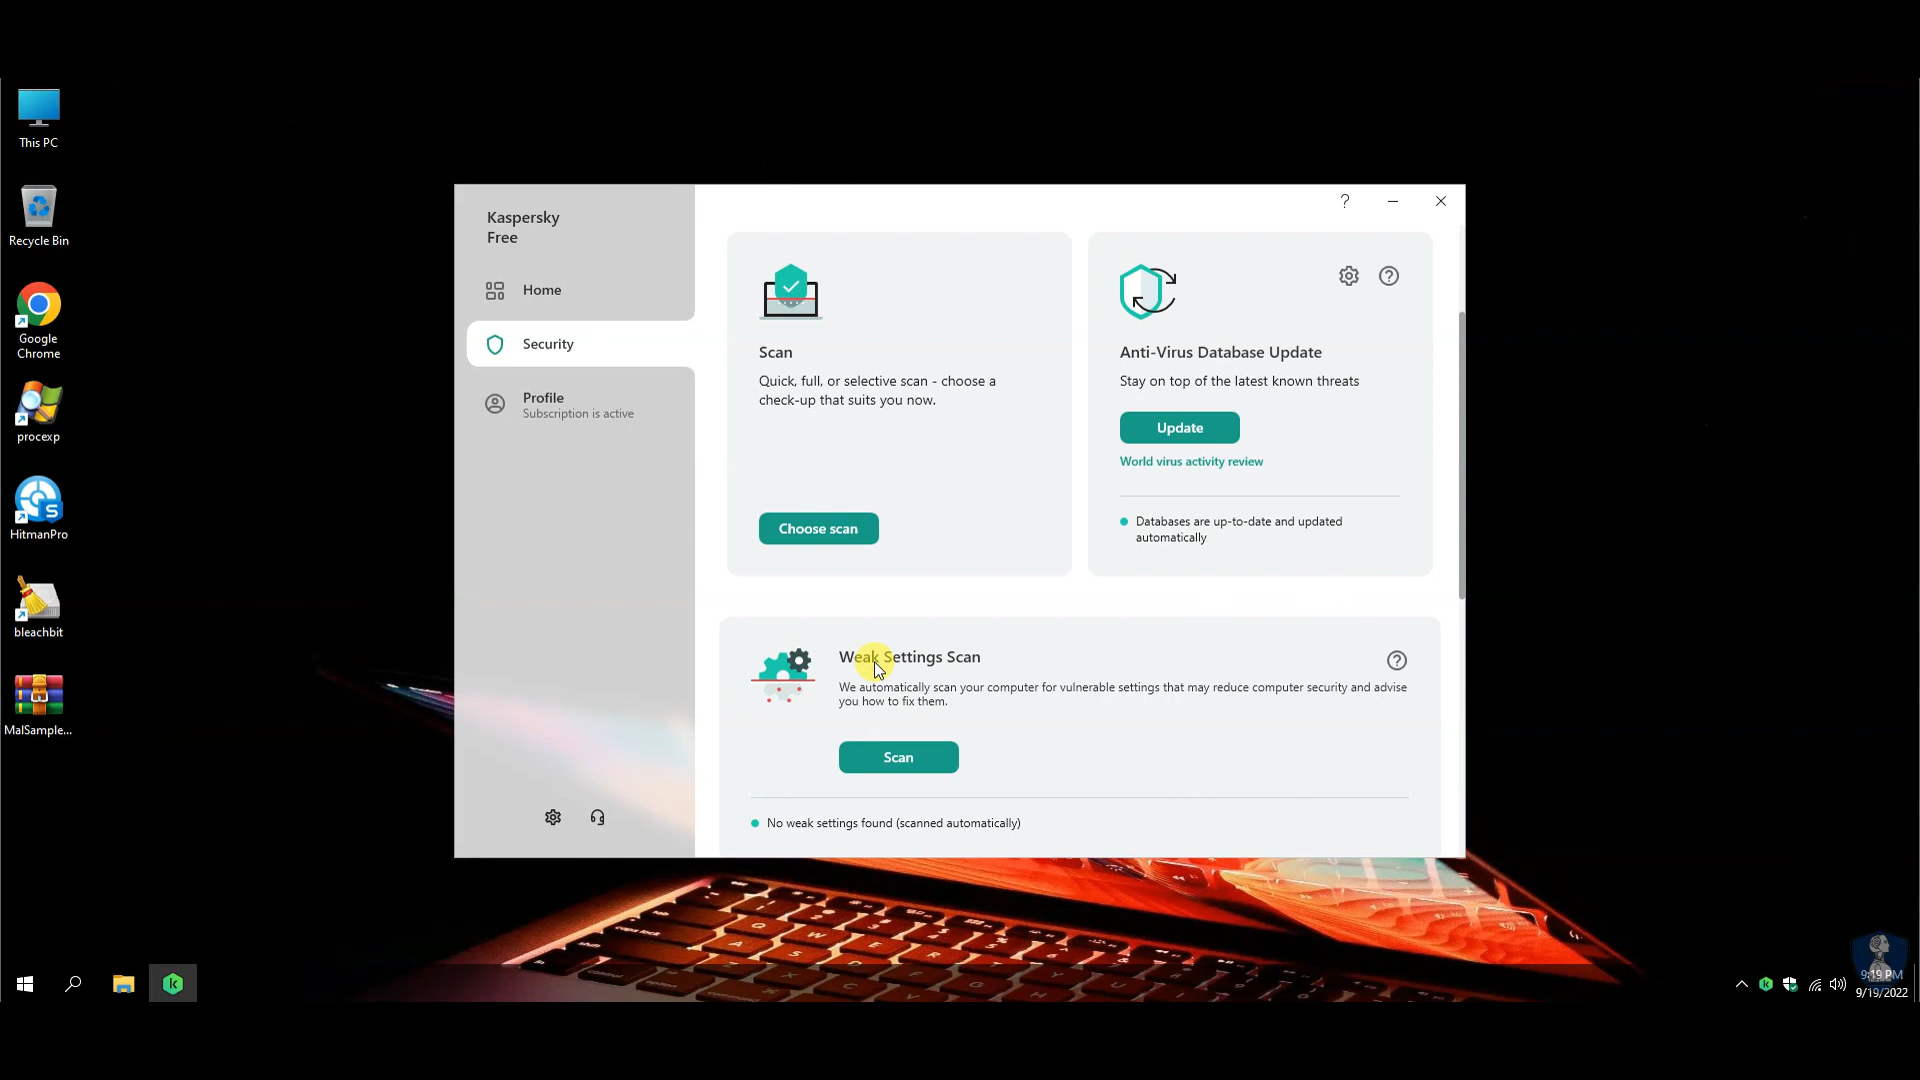 This PC
Recycle Bin
Google
Chrome
procexp
HitmanPro
bleachbit
MalSample...
Kaspersky
Free
Home
Security
Profile
Subscription is active
?
Scan
Quick, full, or selective scan - choose a
check-up that suits you now.
Choose scan
Anti-Virus Database Update
Stay on top of the latest known threats
Update
World virus activity review
Databases are up-to-date and updated
automatically
Weak Settings Scan
We automatically scan your computer for vulnerable settings that may reduce computer security and advise
you how to fix them.
Scan
No weak settings found (scanned automatically)
9:19 PM
9/19/2022